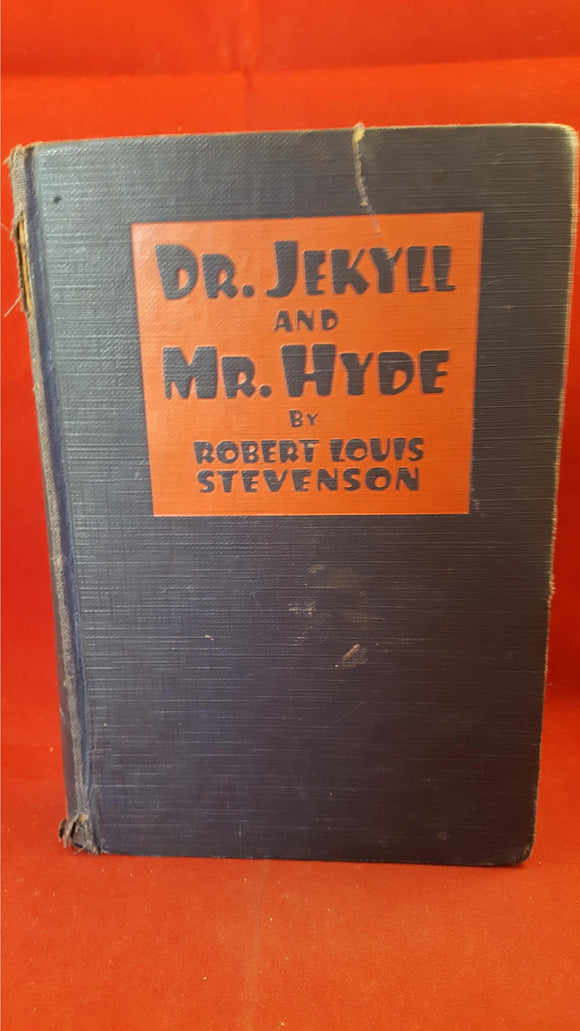 DR. JEKYLL
AND
MR. HYDE
BY
ROBERT LOUIS
STEVENSON